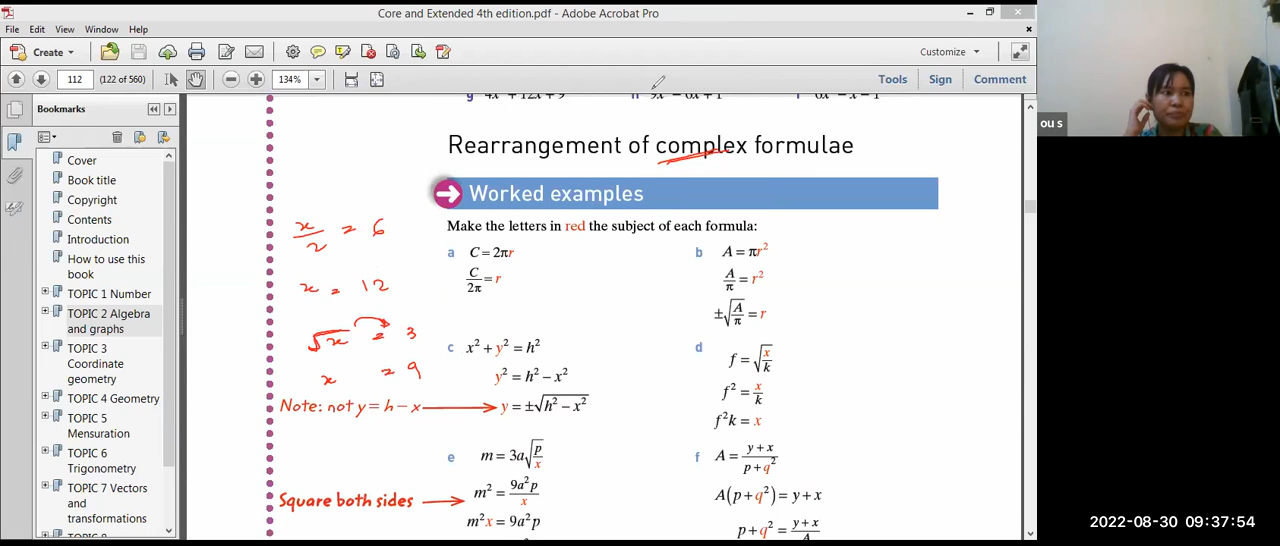 Core and Extended 4th edition.pdf - Adobe Acrobat Pro
File Edit View Window Help
Create
Customize
112 (122 of 560) 134%
Tools Sign Comment
Bookmarks
Cover
Book title
Copyright
Contents
Introduction
How to use this
book
TOPIC 1 Number
TOPIC 2 Algebra
and graphs
TOPIC 3
Coordinate
geometry
TOPIC 4 Geometry
TOPIC 5
Mensuration
TOPIC 6
Trigonometry
TOPIC 7 Vectors
and
transformations
Rearrangement of complex formulae
Worked examples
Make the letters in red the subject of each formula:
a C = 2πr
C/2π = r
b A = πr²
A/π = r²
±√(A/π) = r
c x² + y² = h²
y² = h² − x²
Note: not y = h − x
y = ±√(h² − x²)
d f = √(x/k)
f² = x/k
f²k = x
e m = 3a√(p/x)
Square both sides
m² = 9a²p/x
m²x = 9a²p
f A = (y + x)/(p + q²)
A(p + q²) = y + x
p + q² = (y + x)/A
x/2 = 6
x = 12
√x = 3
x = 9
ou s
2022-08-30 09:37:54